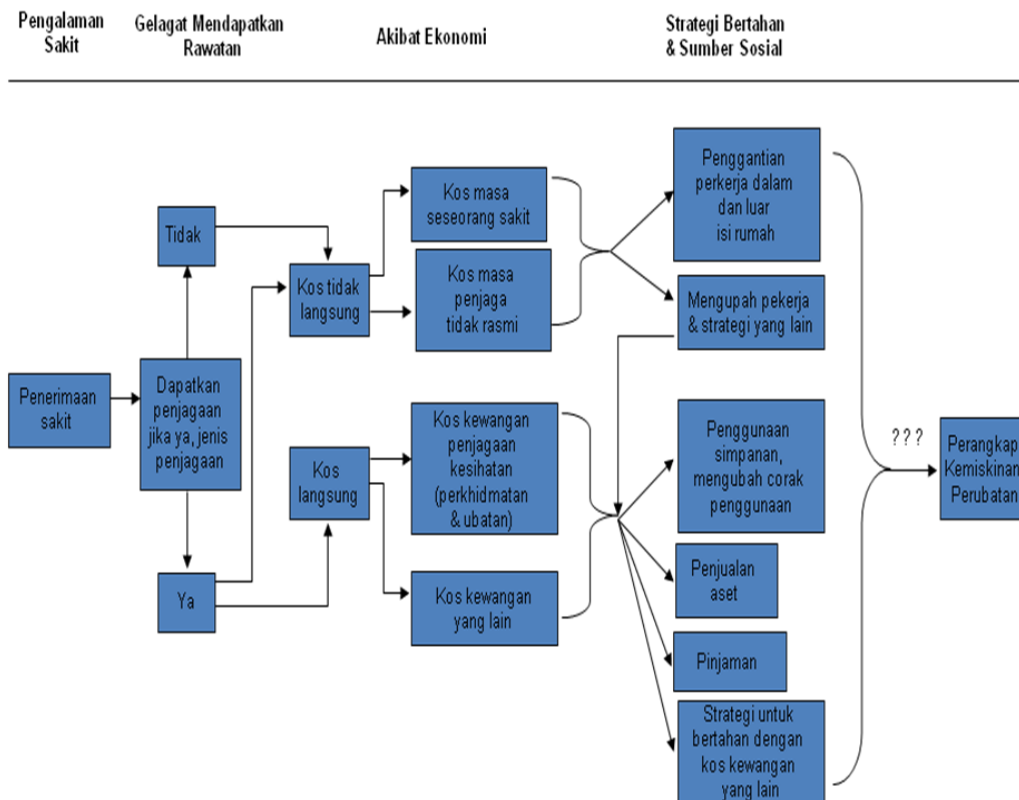 Pengalaman
Sakit
Gelagat Mendapatkan
Rawatan
Akibat Ekonomi
Strategi Bertahan
& Sumber Sosial
Penerimaan
sakit
Dapatkan
penjagaan
jika ya, jenis
penjagaan
Tidak
Ya
Kos tidak
langsung
Kos
langsung
Kos masa
seseorang sakit
Kos masa
penjaga
tidak rasmi
Kos kewangan
penjagaan
kesihatan
(perkhidmatan
& ubatan)
Kos kewangan
yang lain
Penggantian
perkerja dalam
dan luar
isi rumah
Mengupah pekerja
& strategi yang lain
Penggunaan
simpanan,
mengubah corak
penggunaan
Penjualan
aset
Pinjaman
Strategi untuk
bertahan dengan
kos kewangan
yang lain
? ? ?
Perangkap
Kemiskinan
Perubatan